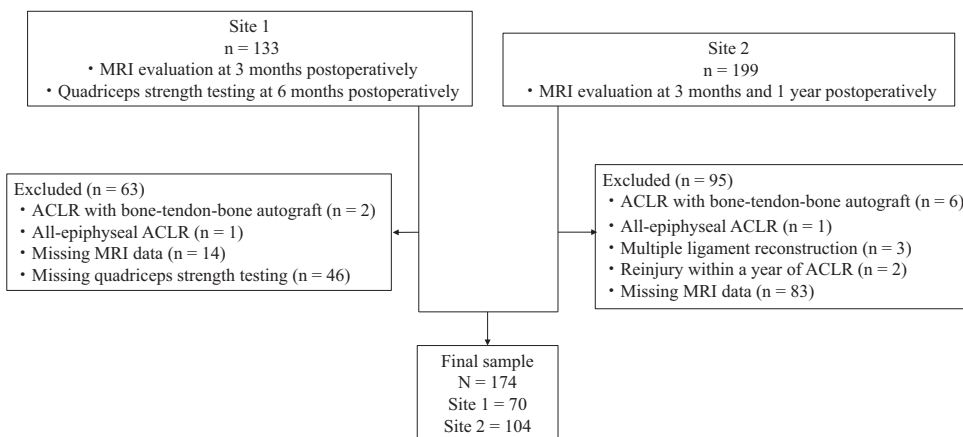 Site 1
n = 133
・MRI evaluation at 3 months postoperatively
・Quadriceps strength testing at 6 months postoperatively
Site 2
n = 199
・MRI evaluation at 3 months and 1 year postoperatively
Excluded (n = 63)
・ACLR with bone-tendon-bone autograft (n = 2)
・All-epiphyseal ACLR (n = 1)
・Missing MRI data (n = 14)
・Missing quadriceps strength testing (n = 46)
Excluded (n = 95)
・ACLR with bone-tendon-bone autograft (n = 6)
・All-epiphyseal ACLR (n = 1)
・Multiple ligament reconstruction (n = 3)
・Reinjury within a year of ACLR (n = 2)
・Missing MRI data (n = 83)
Final sample
N = 174
Site 1 = 70
Site 2 = 104